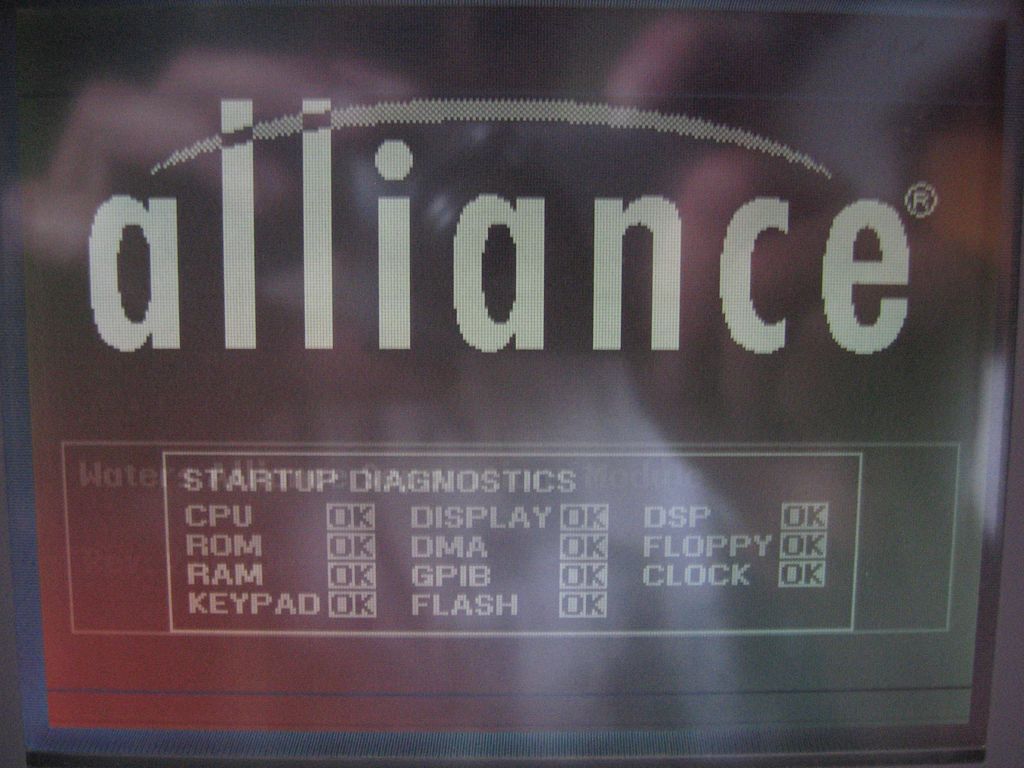 alliance®
STARTUP DIAGNOSTICS
CPU OK DISPLAY OK DSP OK
ROM OK DMA OK FLOPPY OK
RAM OK GPIB OK CLOCK OK
KEYPAD OK FLASH OK